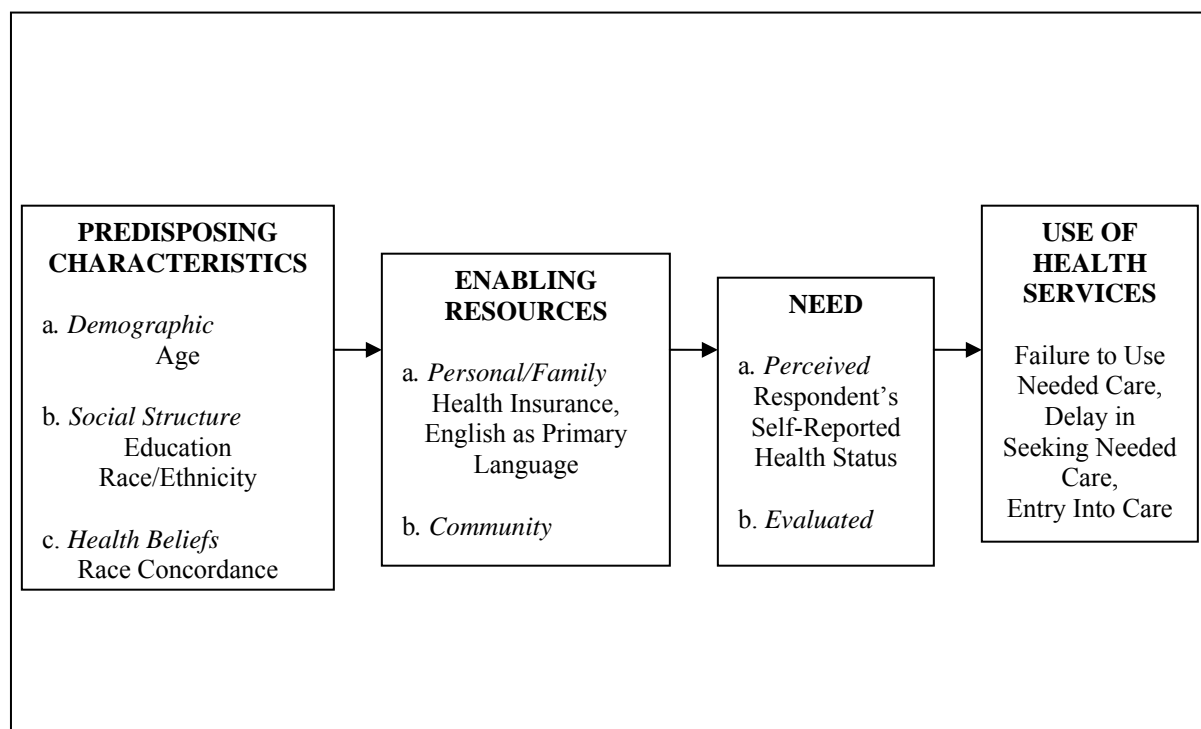 PREDISPOSING
CHARACTERISTICS
a. Demographic
Age
b. Social Structure
Education
Race/Ethnicity
c. Health Beliefs
Race Concordance
ENABLING
RESOURCES
a. Personal/Family
Health Insurance,
English as Primary
Language
b. Community
NEED
a. Perceived
Respondent’s
Self-Reported
Health Status
b. Evaluated
USE OF
HEALTH
SERVICES
Failure to Use
Needed Care,
Delay in
Seeking Needed
Care,
Entry Into Care